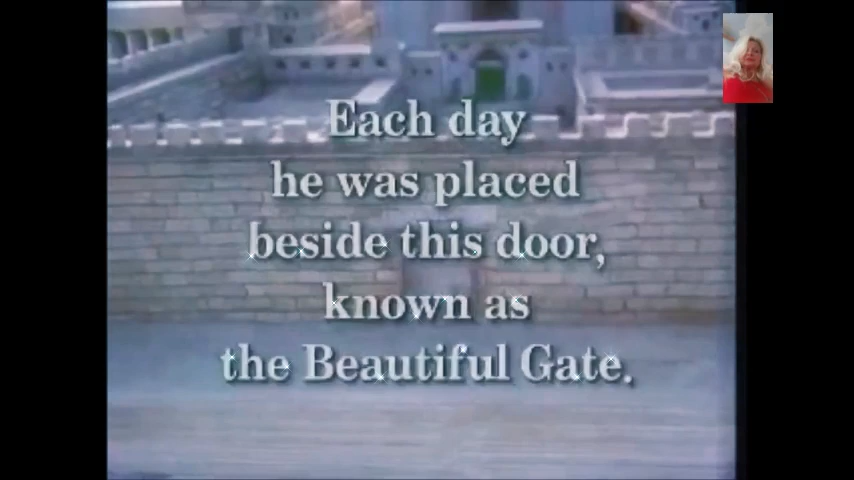 Each day
he was placed
beside this door,
known as
the Beautiful Gate.